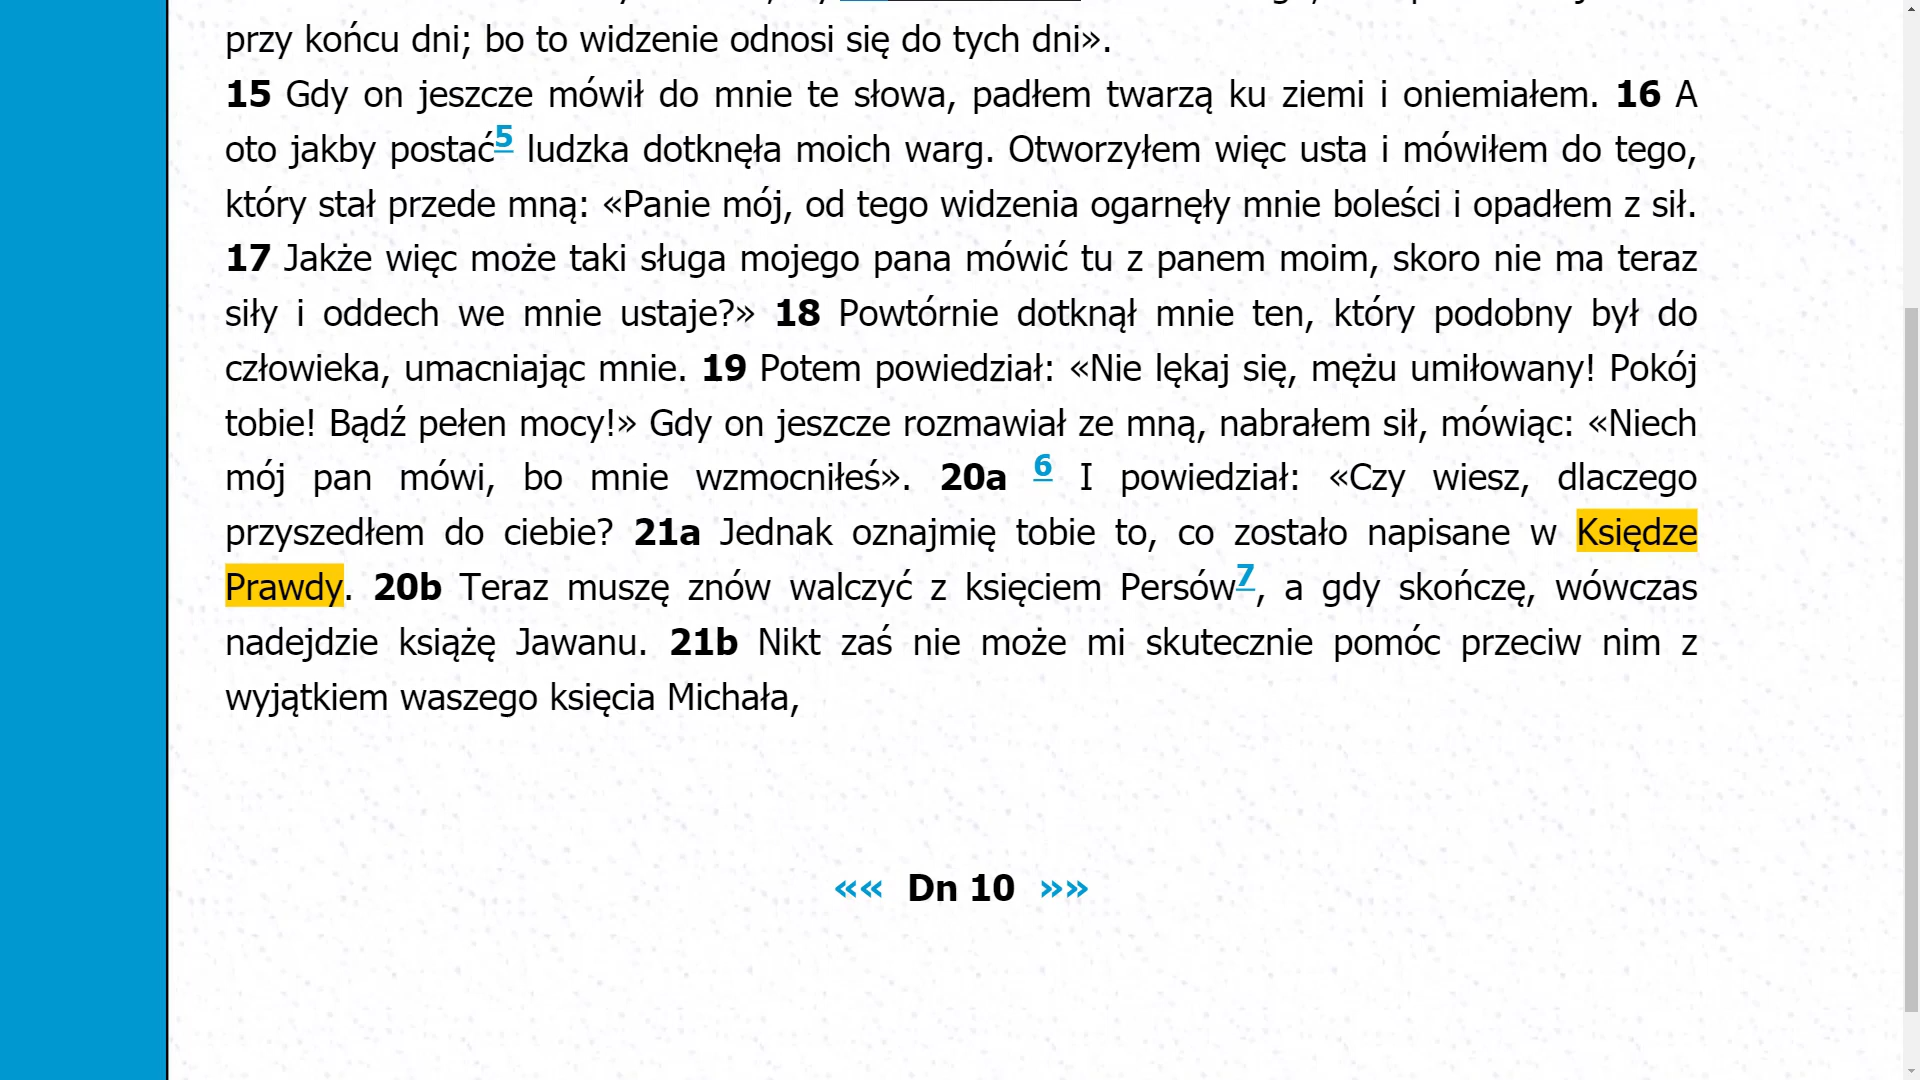 przy końcu dni; bo to widzenie odnosi się do tych dni».
15 Gdy on jeszcze mówił do mnie te słowa, padłem twarzą ku ziemi i oniemiałem. 16 A
oto jakby postać5 ludzka dotknęła moich warg. Otworzyłem więc usta i mówiłem do tego,
który stał przede mną: «Panie mój, od tego widzenia ogarnęły mnie boleści i opadłem z sił.
17 Jakże więc może taki sługa mojego pana mówić tu z panem moim, skoro nie ma teraz
siły i oddech we mnie ustaje?» 18 Powtórnie dotknął mnie ten, który podobny był do
człowieka, umacniając mnie. 19 Potem powiedział: «Nie lękaj się, mężu umiłowany! Pokój
tobie! Bądź pełen mocy!» Gdy on jeszcze rozmawiał ze mną, nabrałem sił, mówiąc: «Niech
mój pan mówi, bo mnie wzmocniłeś». 20a 6 I powiedział: «Czy wiesz, dlaczego
przyszedłem do ciebie? 21a Jednak oznajmię tobie to, co zostało napisane w Księdze
Prawdy. 20b Teraz muszę znów walczyć z księciem Persów7, a gdy skończę, wówczas
nadejdzie książę Jawanu. 21b Nikt zaś nie może mi skutecznie pomóc przeciw nim z
wyjątkiem waszego księcia Michała,
«« Dn 10 »»